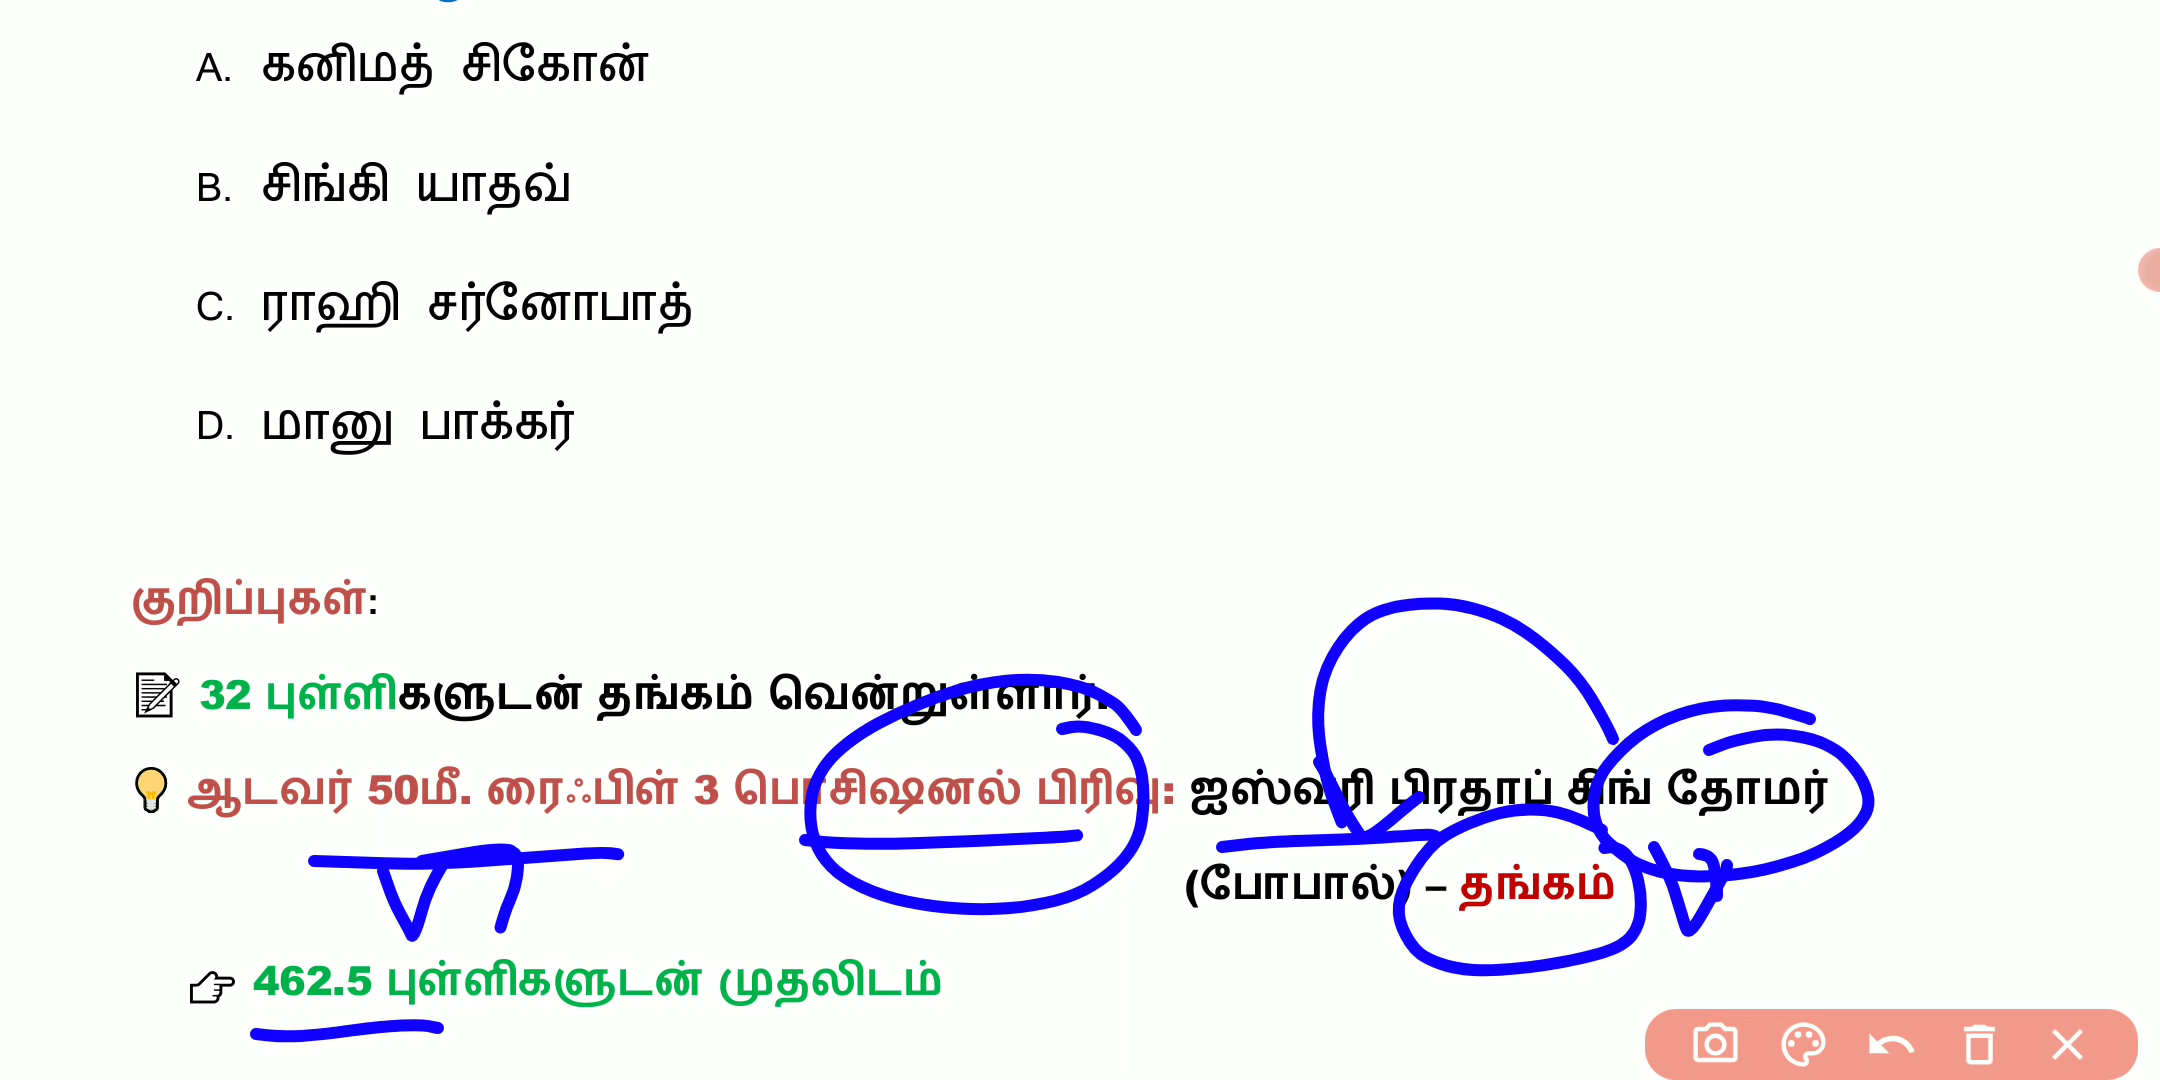 A. கனிமத் சிகோன்
B. சிங்கி யாதவ்
C. ராஹி சர்னோபாத்
D. மானு பாக்கர்
குறிப்புகள்:
32 புள்ளிகளுடன் தங்கம் வென்றுள்ளார்.
ஆடவர் 50மீ. ரைஃபிள் 3 பொசிஷனல் பிரிவு: ஐஸ்வரி பிரதாப் சிங் தோமர்
(போபால்) – தங்கம்
462.5 புள்ளிகளுடன் முதலிடம்